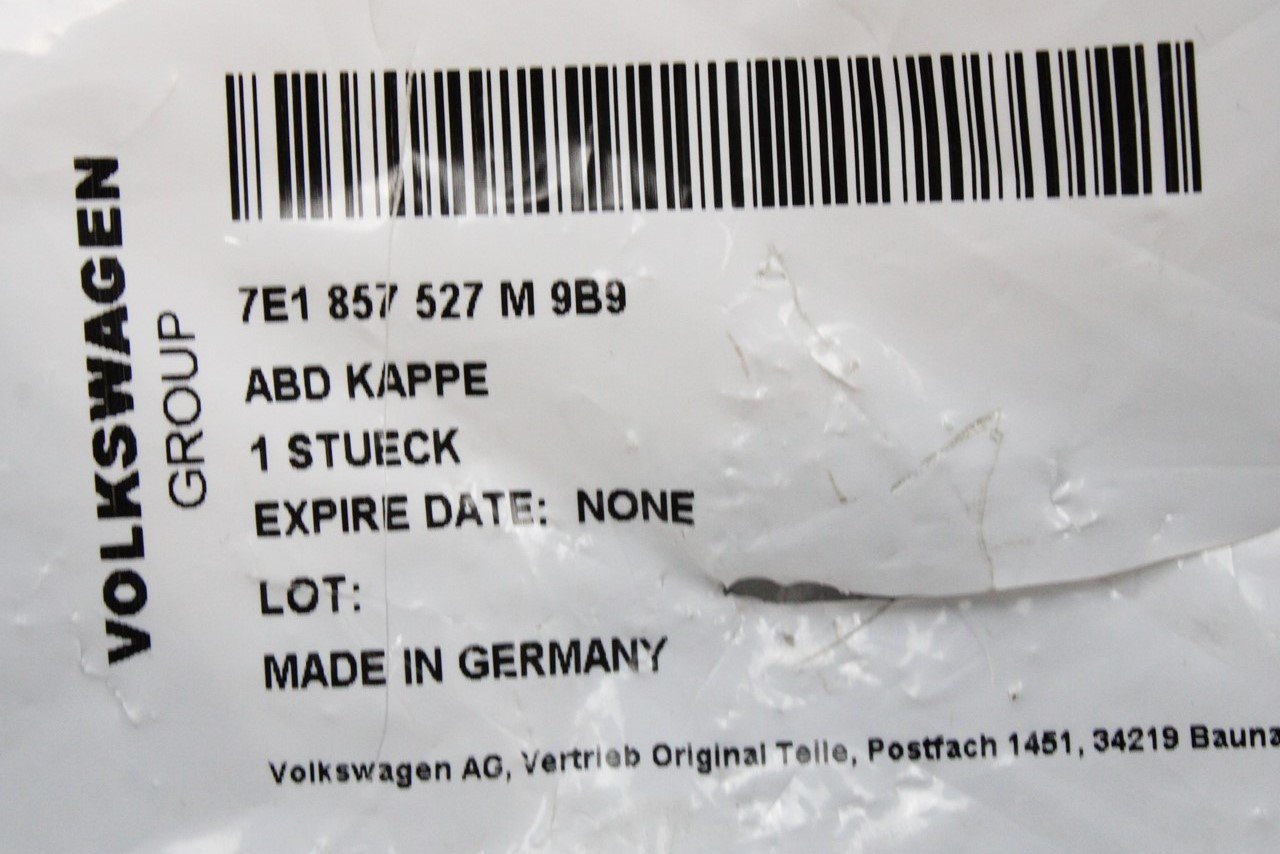 VOLKSWAGEN
GROUP
7E1 857 527 M 9B9
ABD KAPPE
1 STUECK
EXPIRE DATE: NONE
LOT:
MADE IN GERMANY
Volkswagen AG, Vertrieb Original Teile, Postfach 1451, 34219 Bauna